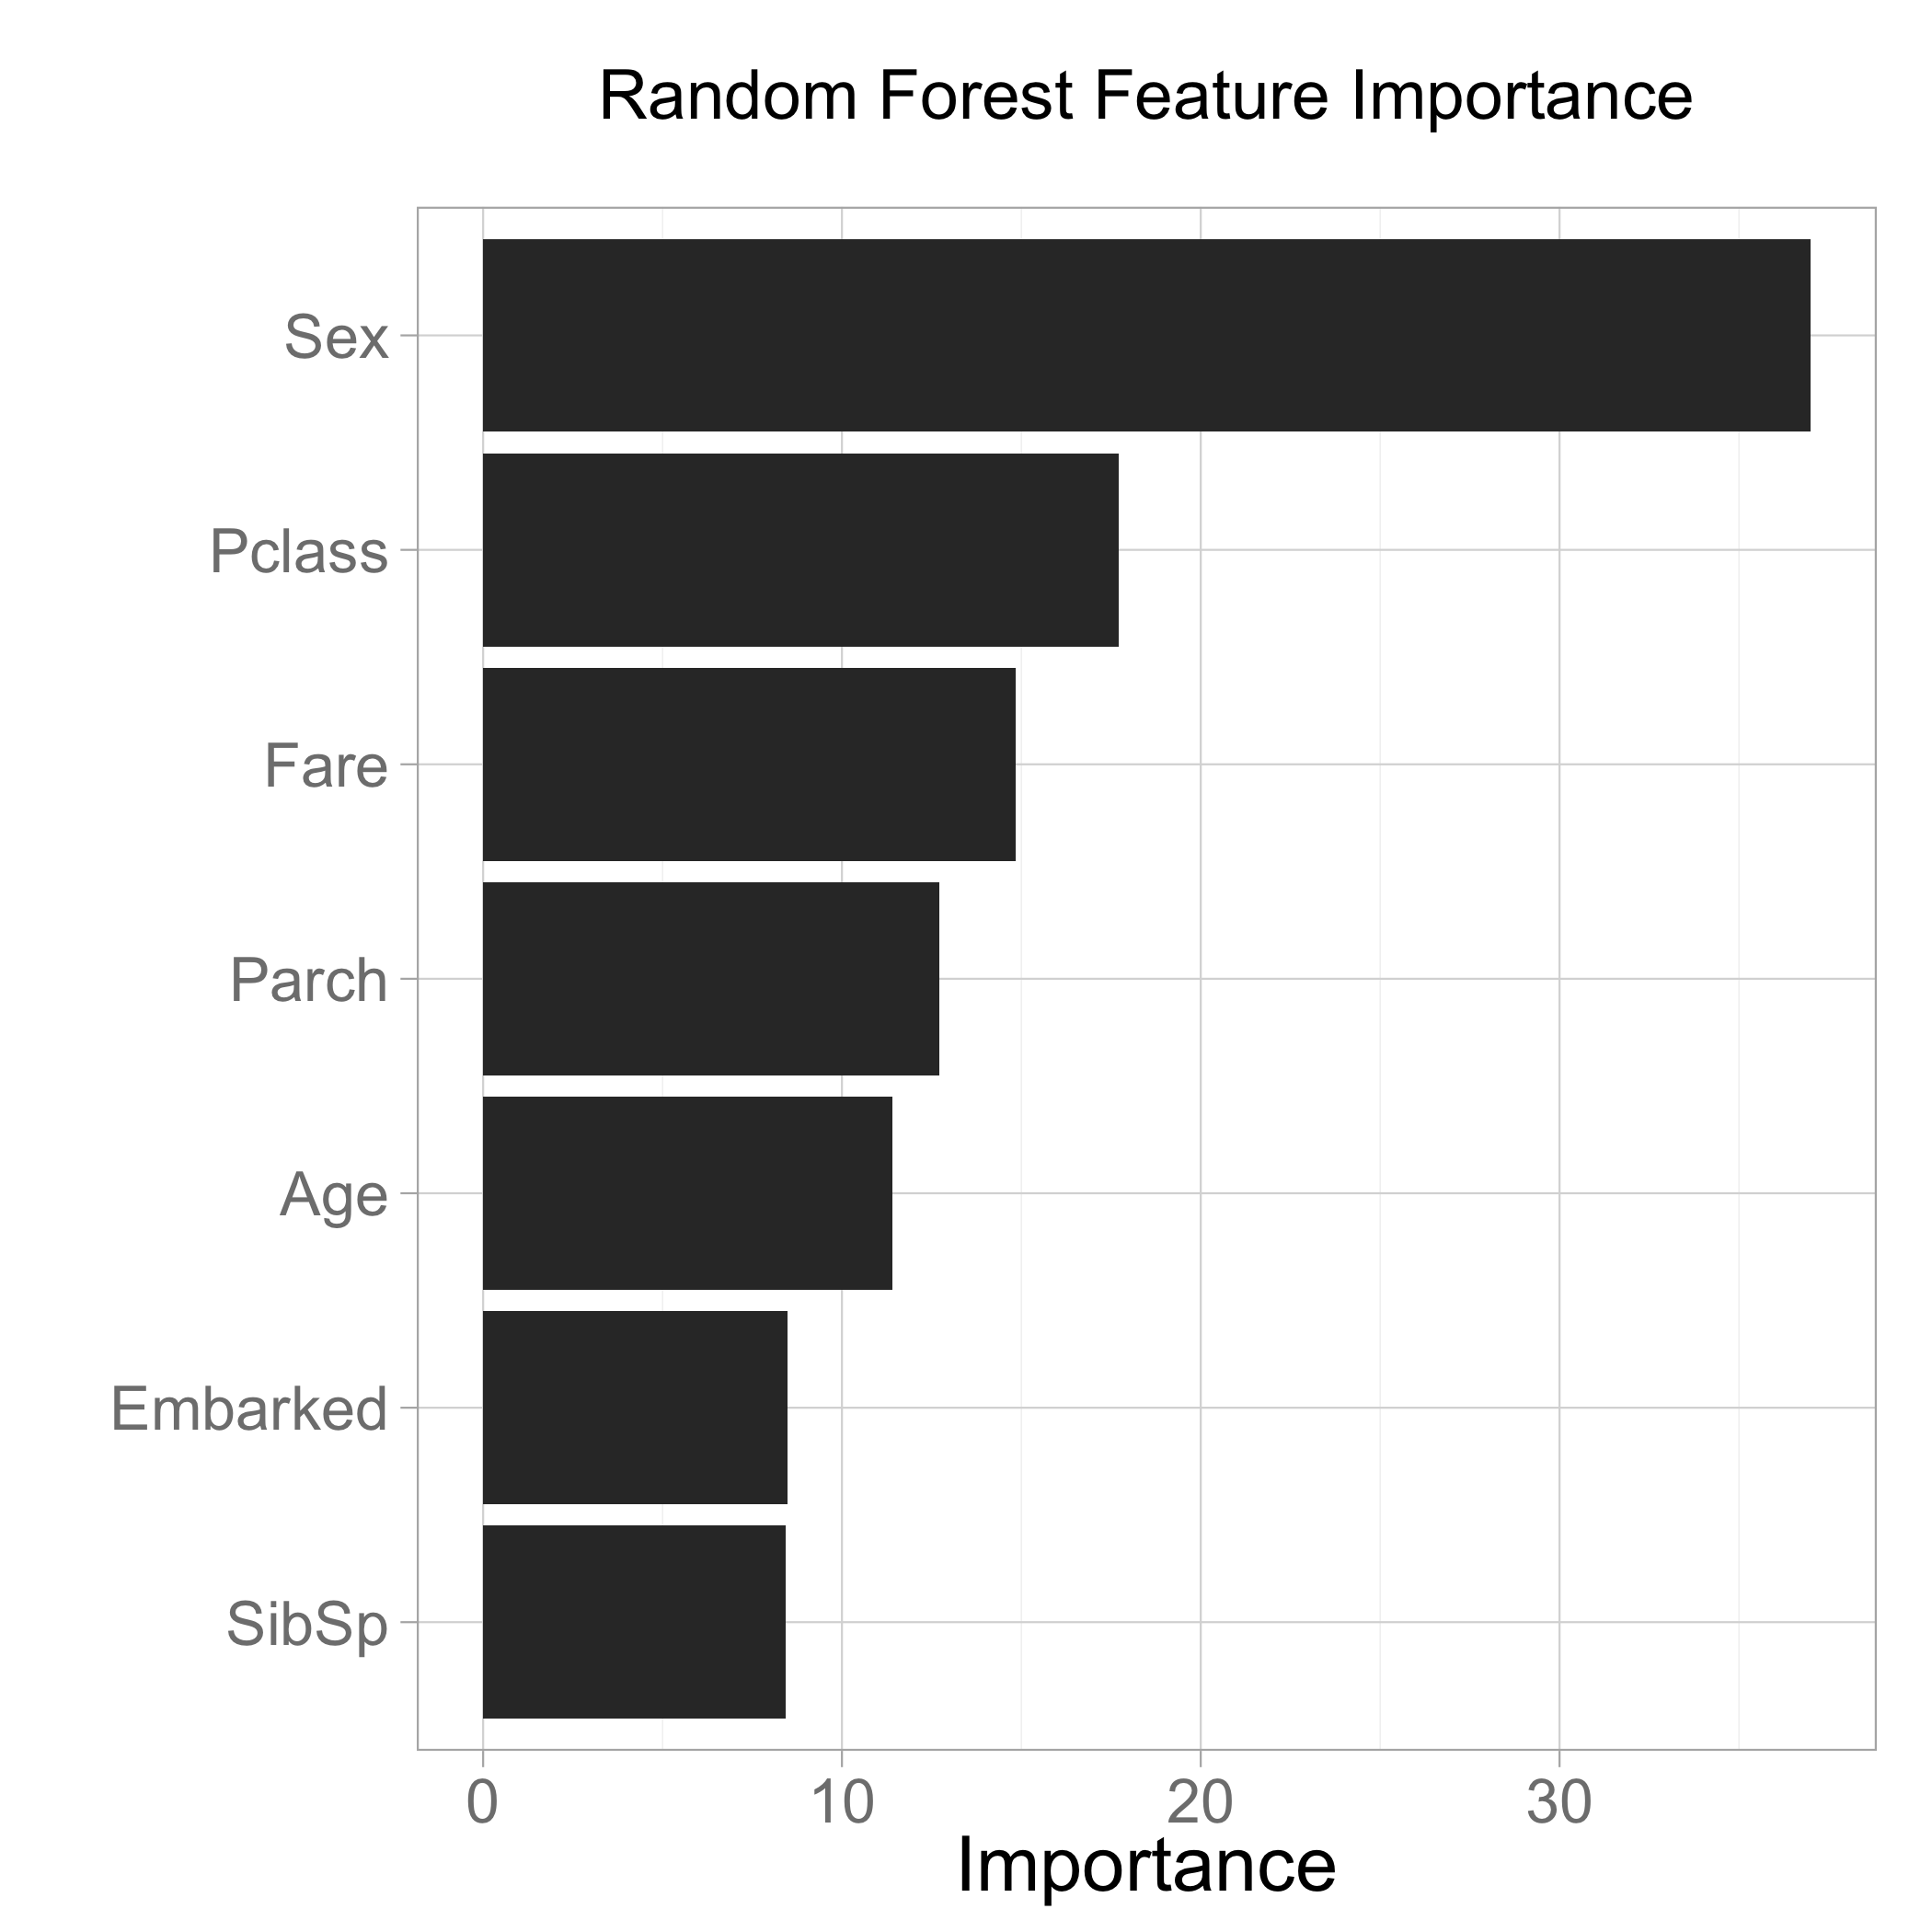 Random Forest Feature Importance
Sex
Pclass
Fare
Parch
Age
Embarked
SibSp
0 10 20 30
Importance